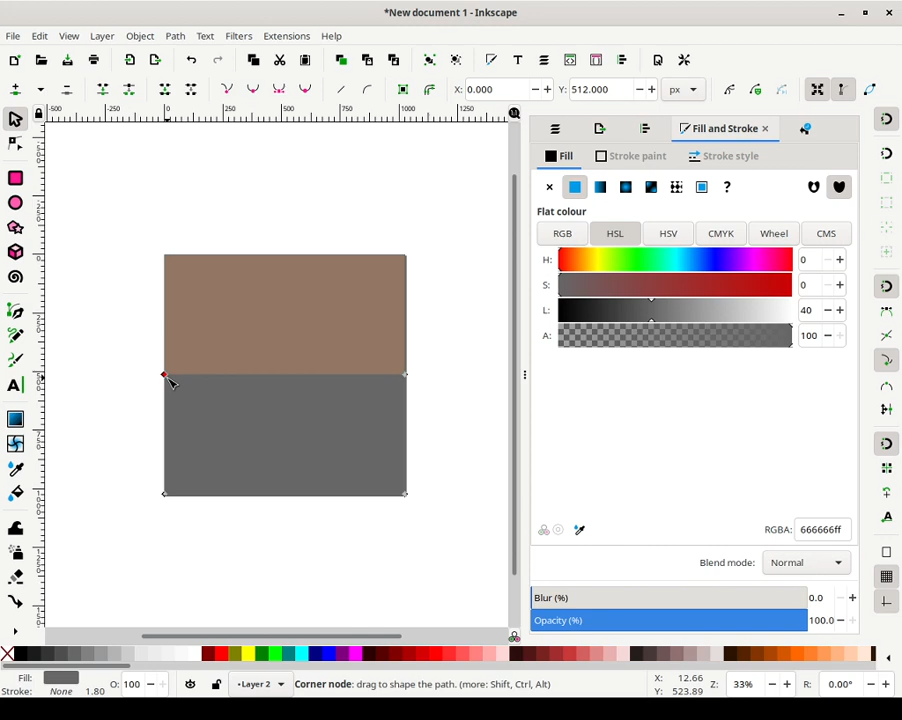 *New document 1 - Inkscape
File Edit View Layer Object Path Text Filters Extensions Help
X: 0.000 Y: 512.000 px
-500 -250 0 250 500 750 1000 1250
Fill and Stroke
Fill Stroke paint Stroke style
?
Flat colour
RGB HSL HSV CMYK Wheel CMS
H: 0
S: 0
L: 40
A: 100
RGBA: 666666ff
Blend mode: Normal
Blur (%) 0.0
Opacity (%) 100.0
Fill:
Stroke: None 1.80
O: 100
Layer 2
Corner node: drag to shape the path. (more: Shift, Ctrl, Alt)
X: 12.66
Y: 523.89
Z: 33%
R: 0.00°